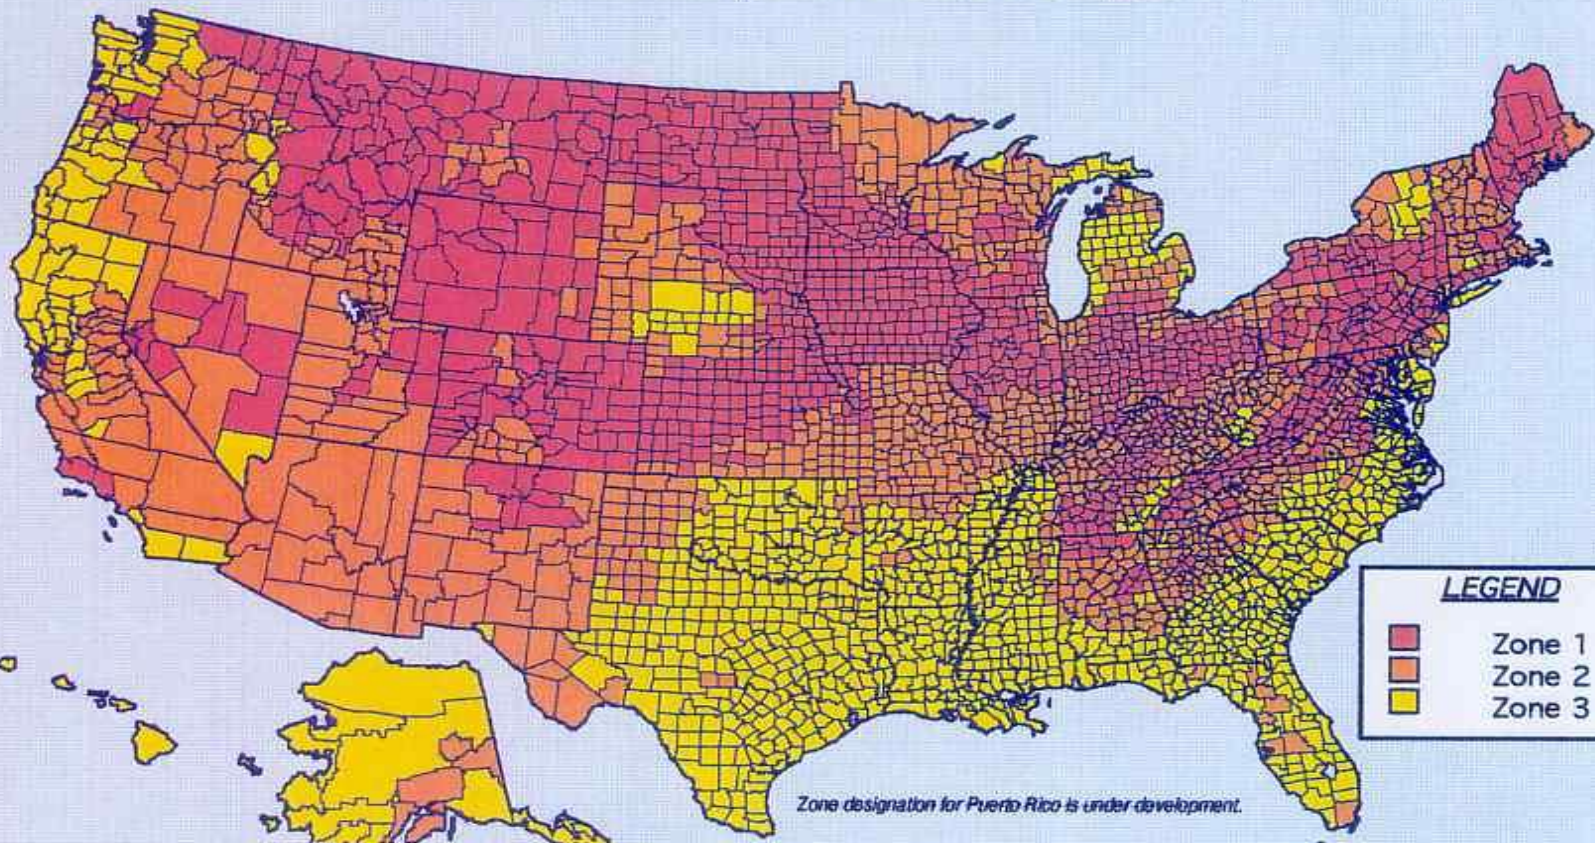 LEGEND
Zone 1
Zone 2
Zone 3
Zone designation for Puerto Rico is under development.